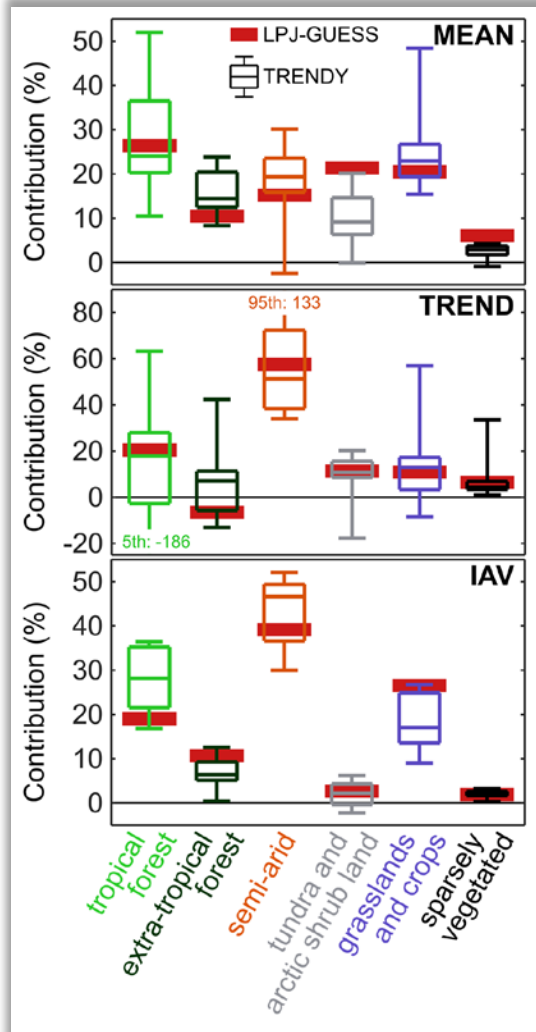 MEAN
LPJ-GUESS
TRENDY
Contribution (%)
50
40
30
20
10
0
TREND
95th: 133
Contribution (%)
80
60
40
20
0
-20
5th: -186
IAV
Contribution (%)
50
40
30
20
10
0
tropical
forest
extra-tropical
forest
semi-arid
tundra and
arctic shrub land
grasslands
and crops
sparsely
vegetated